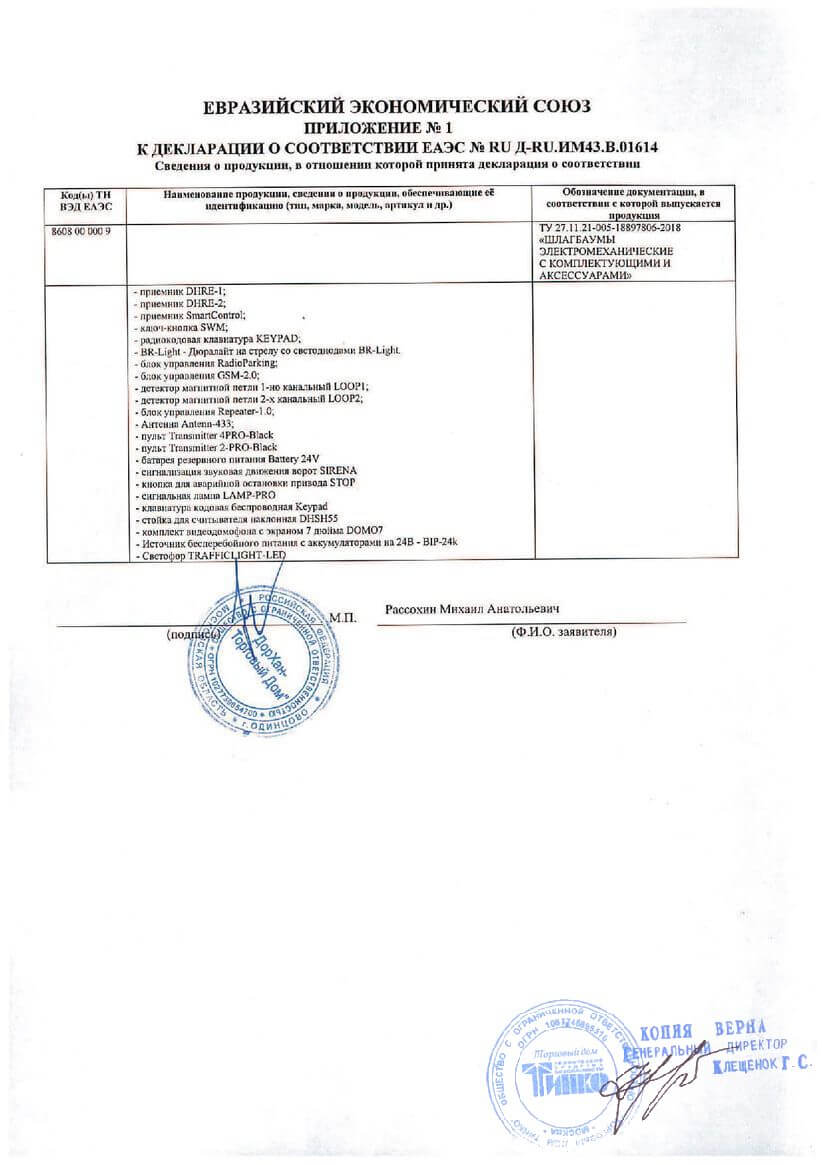 ЕВРАЗИЙСКИЙ ЭКОНОМИЧЕСКИЙ СОЮЗ
ПРИЛОЖЕНИЕ № 1
К ДЕКЛАРАЦИИ О СООТВЕТСТВИИ ЕАЭС № RU Д-RU.ИМ43.В.01614
Сведения о продукции, в отношении которой принята декларация о соответствии
Код(ы) ТН
ВЭД ЕАЭС
Наименование продукции, сведения о продукции, обеспечивающие её
идентификацию (тип, марка, модель, артикул и др.)
Обозначение документации, в
соответствии с которой выпускается
продукция
8608 00 000 9
ТУ 27.11.21-005-18897806-2018
«ШЛАГБАУМЫ
ЭЛЕКТРОМЕХАНИЧЕСКИЕ
С КОМПЛЕКТУЮЩИМИ И
АКСЕССУАРАМИ»
- приемник DHRE-1;
- приемник DHRE-2;
- приемник SmartControl;
- ключ-кнопка SWM;
- радиокодовая клавиатура KEYPAD;
- BR-Light - Дюралайт на стрелу со светодиодами BR-Light.
- блок управления RadioParking;
- блок управления GSM-2.0;
- детектор магнитной петли 1-но канальный LOOP1;
- детектор магнитной петли 2-х канальный LOOP2;
- блок управления Repeater-1.0;
- Антенна Antenn-433;
- пульт Transmitter 4PRO-Black
- пульт Transmitter 2-PRO-Black
- батарея резервного питания Battery 24V
- сигнализация звуковая движения ворот SIRENA
- кнопка для аварийной остановки привода STOP
- сигнальная лампа LAMP-PRO
- клавиатура кодовая беспроводная Keypad
- стойка для считывателя наклонная DHSH55
- комплект видеодомофона с экраном 7 дюйма DOMO7
- Источник бесперебойного питания с аккумуляторами на 24В - BIP-24k
- Светофор TRAFFICLIGHT-LED
М.П.
Рассохин Михаил Анатольевич
(подпись)
(Ф.И.О. заявителя)
РОССИЙСКАЯ ФЕДЕРАЦИЯ * МОСКОВСКАЯ ОБЛАСТЬ * г.ОДИНЦОВО *
ОБЩЕСТВО С ОГРАНИЧЕННОЙ ОТВЕТСТВЕННОСТЬЮ * ОГРН 1027739654700
"ДорХан-
Торговый Дом"
ОБЩЕСТВО С ОГРАНИЧЕННОЙ
ОГРН
Торговый дом
ТИНКО
МОСКВА
КОПИЯ ВЕРНА
ГЕНЕРАЛЬНЫЙ ДИРЕКТОР
КЛЕЩЕНОК Г. С.